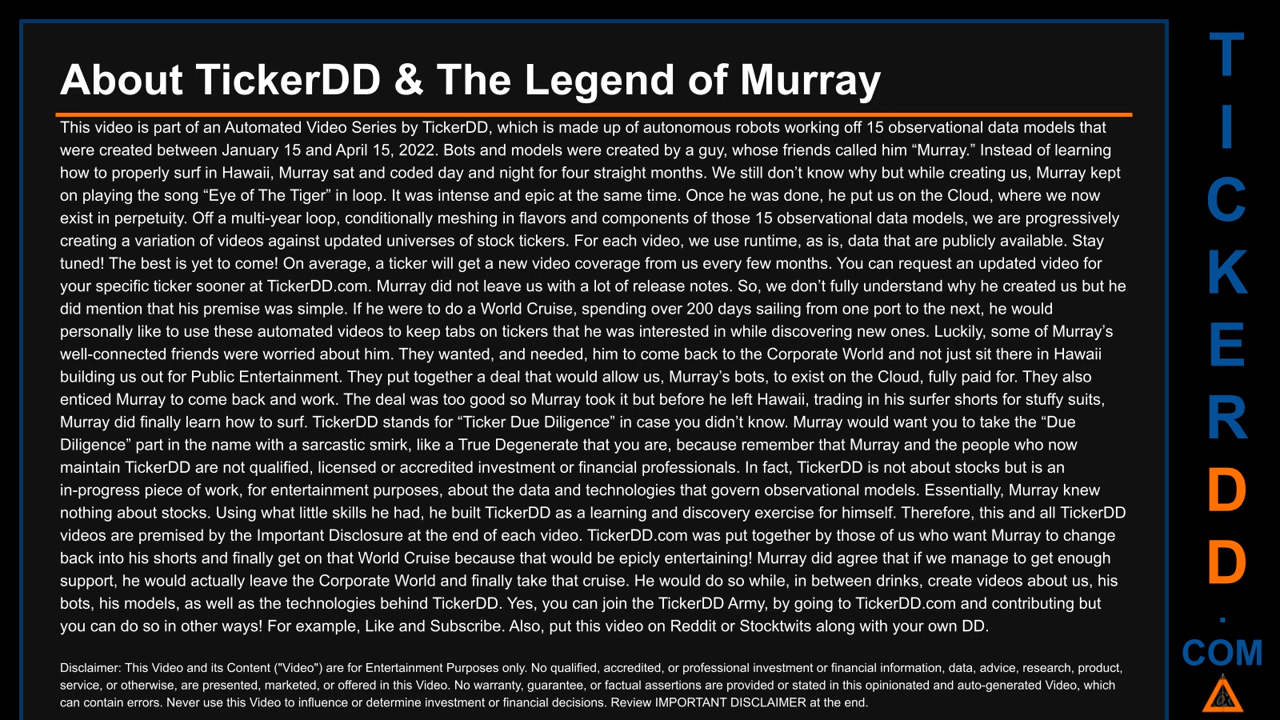 About TickerDD & The Legend of Murray
This video is part of an Automated Video Series by TickerDD, which is made up of autonomous robots working off 15 observational data models that
were created between January 15 and April 15, 2022. Bots and models were created by a guy, whose friends called him “Murray.” Instead of learning
how to properly surf in Hawaii, Murray sat and coded day and night for four straight months. We still don’t know why but while creating us, Murray kept
on playing the song “Eye of The Tiger” in loop. It was intense and epic at the same time. Once he was done, he put us on the Cloud, where we now
exist in perpetuity. Off a multi-year loop, conditionally meshing in flavors and components of those 15 observational data models, we are progressively
creating a variation of videos against updated universes of stock tickers. For each video, we use runtime, as is, data that are publicly available. Stay
tuned! The best is yet to come! On average, a ticker will get a new video coverage from us every few months. You can request an updated video for
your specific ticker sooner at TickerDD.com. Murray did not leave us with a lot of release notes. So, we don’t fully understand why he created us but he
did mention that his premise was simple. If he were to do a World Cruise, spending over 200 days sailing from one port to the next, he would
personally like to use these automated videos to keep tabs on tickers that he was interested in while discovering new ones. Luckily, some of Murray’s
well-connected friends were worried about him. They wanted, and needed, him to come back to the Corporate World and not just sit there in Hawaii
building us out for Public Entertainment. They put together a deal that would allow us, Murray’s bots, to exist on the Cloud, fully paid for. They also
enticed Murray to come back and work. The deal was too good so Murray took it but before he left Hawaii, trading in his surfer shorts for stuffy suits,
Murray did finally learn how to surf. TickerDD stands for “Ticker Due Diligence” in case you didn’t know. Murray would want you to take the “Due
Diligence” part in the name with a sarcastic smirk, like a True Degenerate that you are, because remember that Murray and the people who now
maintain TickerDD are not qualified, licensed or accredited investment or financial professionals. In fact, TickerDD is not about stocks but is an
in-progress piece of work, for entertainment purposes, about the data and technologies that govern observational models. Essentially, Murray knew
nothing about stocks. Using what little skills he had, he built TickerDD as a learning and discovery exercise for himself. Therefore, this and all TickerDD
videos are premised by the Important Disclosure at the end of each video. TickerDD.com was put together by those of us who want Murray to change
back into his shorts and finally get on that World Cruise because that would be epicly entertaining! Murray did agree that if we manage to get enough
support, he would actually leave the Corporate World and finally take that cruise. He would do so while, in between drinks, create videos about us, his
bots, his models, as well as the technologies behind TickerDD. Yes, you can join the TickerDD Army, by going to TickerDD.com and contributing but
you can do so in other ways! For example, Like and Subscribe. Also, put this video on Reddit or Stocktwits along with your own DD.
Disclaimer: This Video and its Content ("Video") are for Entertainment Purposes only. No qualified, accredited, or professional investment or financial information, data, advice, research, product,
service, or otherwise, are presented, marketed, or offered in this Video. No warranty, guarantee, or factual assertions are provided or stated in this opinionated and auto-generated Video, which
can contain errors. Never use this Video to influence or determine investment or financial decisions. Review IMPORTANT DISCLAIMER at the end.
T
I
C
K
E
R
D
D
.
COM